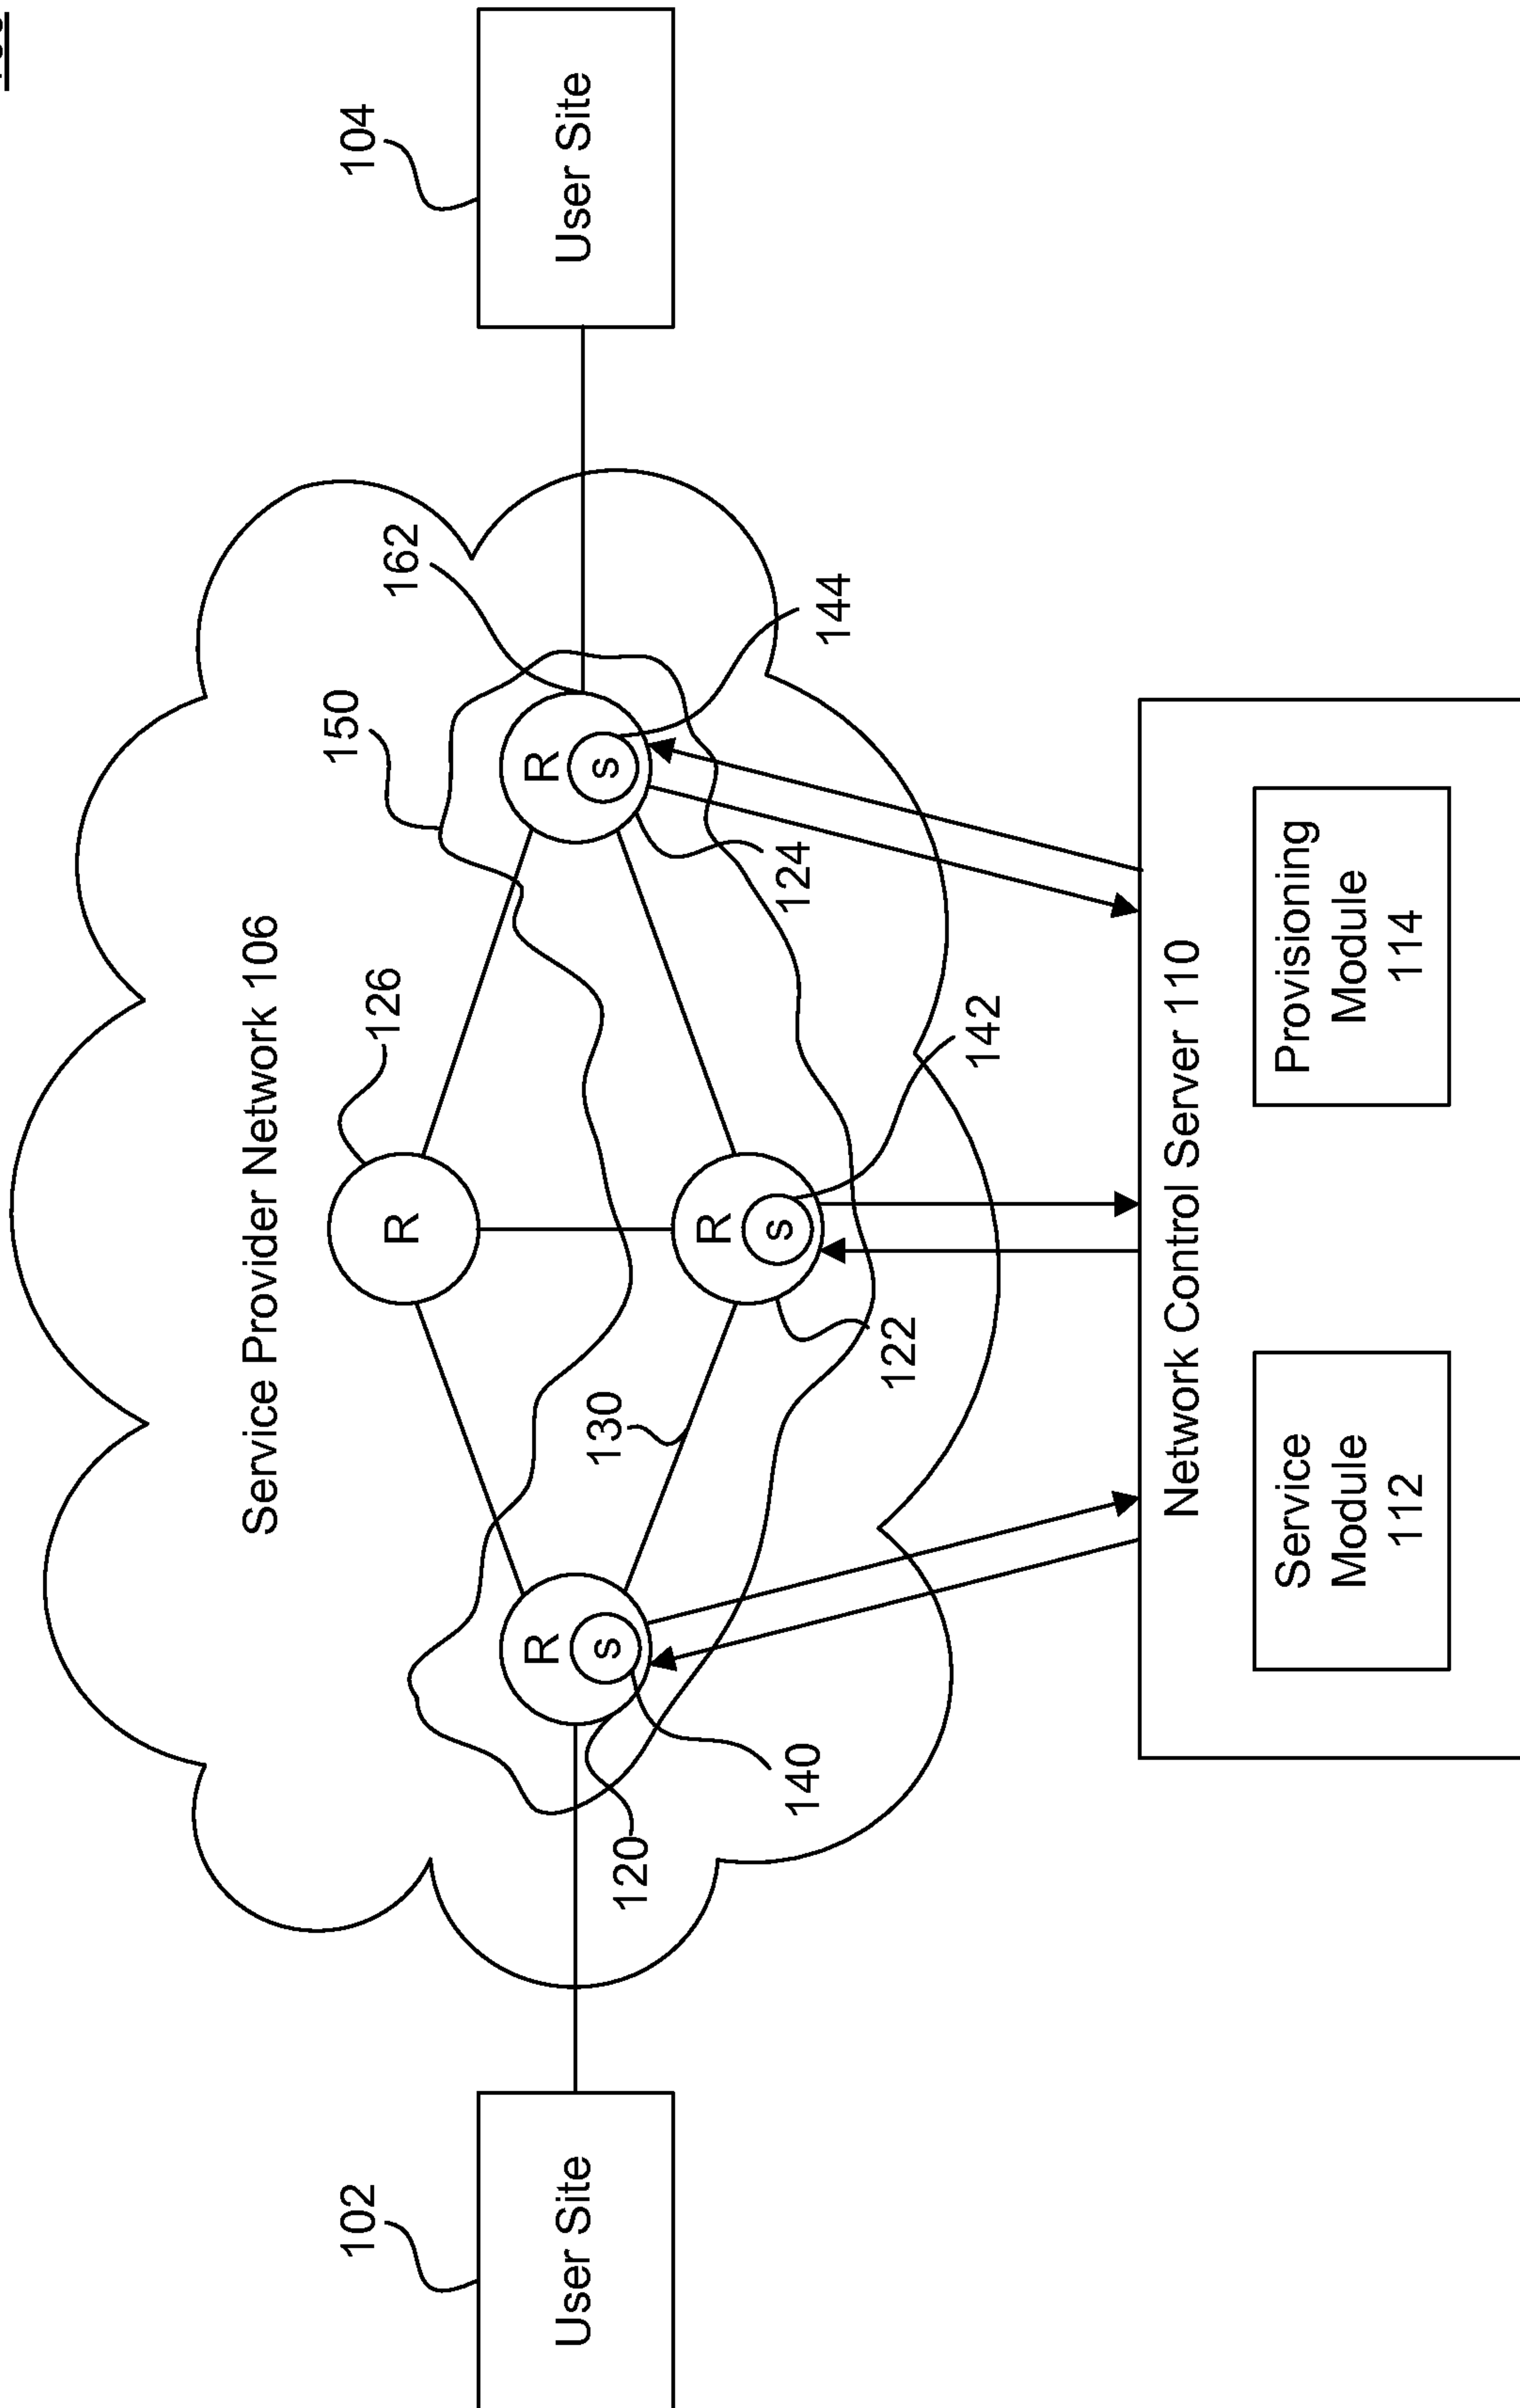 Service Provider Network 106
150
162
126
R
104
User Site
102
User Site
R
s
R
s
R
s
130
144
124
142
122
120
140
Network Control Server 110
Service
Module
112
Provisioning
Module
114